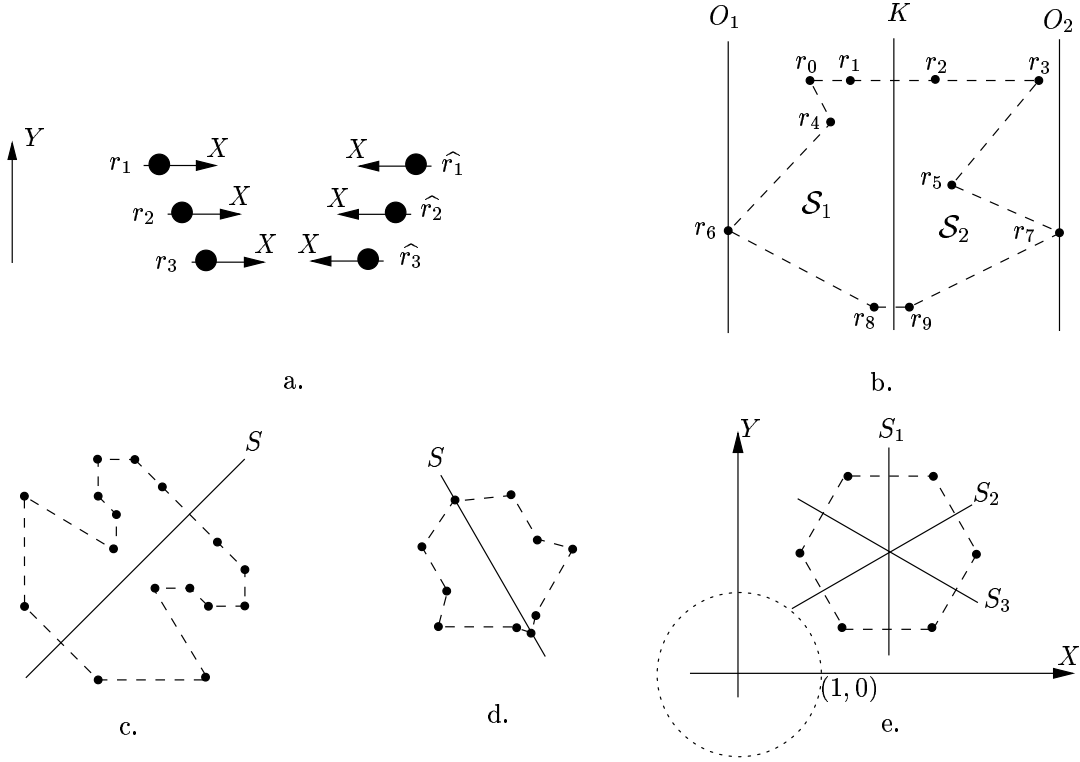 Y
r₁ X X r̂₁
r₂ X X r̂₂
r₃ X X r̂₃
a.
O₁ K O₂
r₀ r₁ r₂ r₃
r₄
r₅
𝒮₁
r₆ 𝒮₂ r₇
r₈ r₉
b.
S
c.
S
d.
Y S₁
S₂
S₃
X
(1, 0)
e.